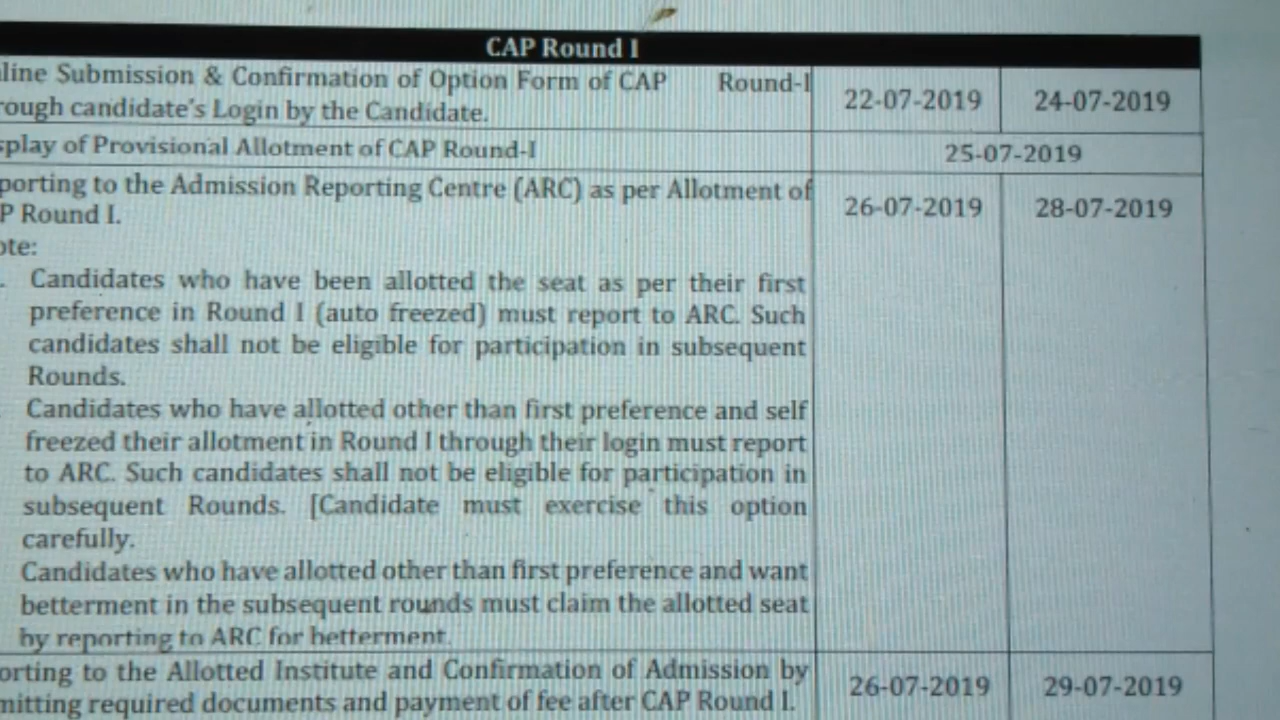 CAP Round I
line Submission & Confirmation of Option Form of CAP Round-I
rough candidate's Login by the Candidate.
22-07-2019 24-07-2019
splay of Provisional Allotment of CAP Round-I
25-07-2019
porting to the Admission Reporting Centre (ARC) as per Allotment of
P Round I.
26-07-2019 28-07-2019
ote:
. Candidates who have been allotted the seat as per their first
preference in Round I (auto freezed) must report to ARC. Such
candidates shall not be eligible for participation in subsequent
Rounds.
Candidates who have allotted other than first preference and self
freezed their allotment in Round I through their login must report
to ARC. Such candidates shall not be eligible for participation in
subsequent Rounds. [Candidate must exercise this option
carefully.
Candidates who have allotted other than first preference and want
betterment in the subsequent rounds must claim the allotted seat
by reporting to ARC for betterment.
orting to the Allotted Institute and Confirmation of Admission by
mitting required documents and payment of fee after CAP Round I.
26-07-2019 29-07-2019